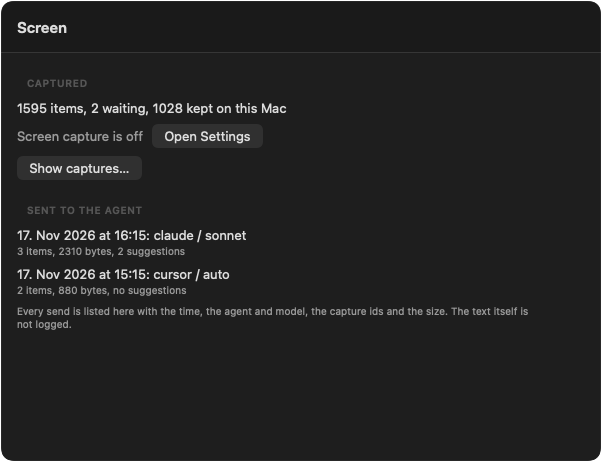 Screen
CAPTURED
1595 items, 2 waiting, 1028 kept on this Mac
Screen capture is off
Open Settings
Show captures...
SENT TO THE AGENT
17. Nov 2026 at 16:15: claude / sonnet
3 items, 2310 bytes, 2 suggestions
17. Nov 2026 at 15:15: cursor / auto
2 items, 880 bytes, no suggestions
Every send is listed here with the time, the agent and model, the capture ids and the size. The text itself is
not logged.